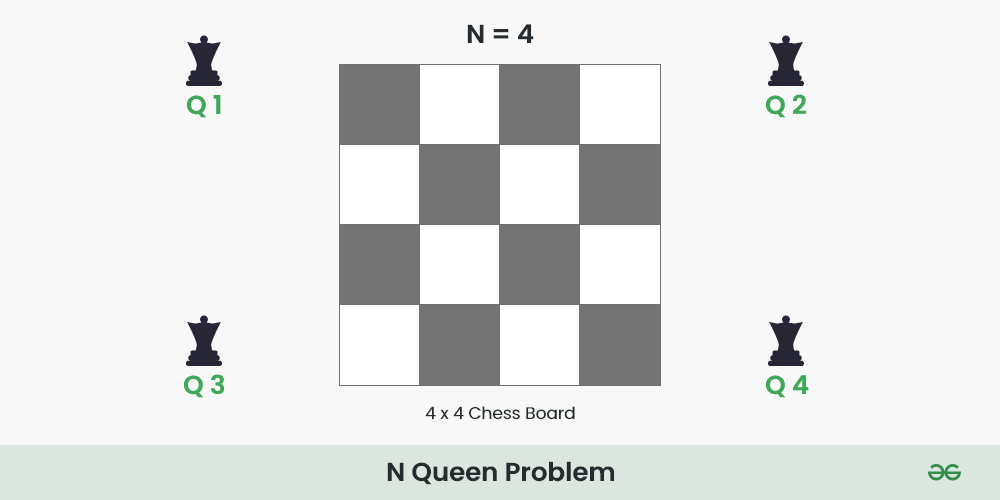 N = 4
Q 1
Q 2
Q 3
Q 4
4 x 4 Chess Board
N Queen Problem